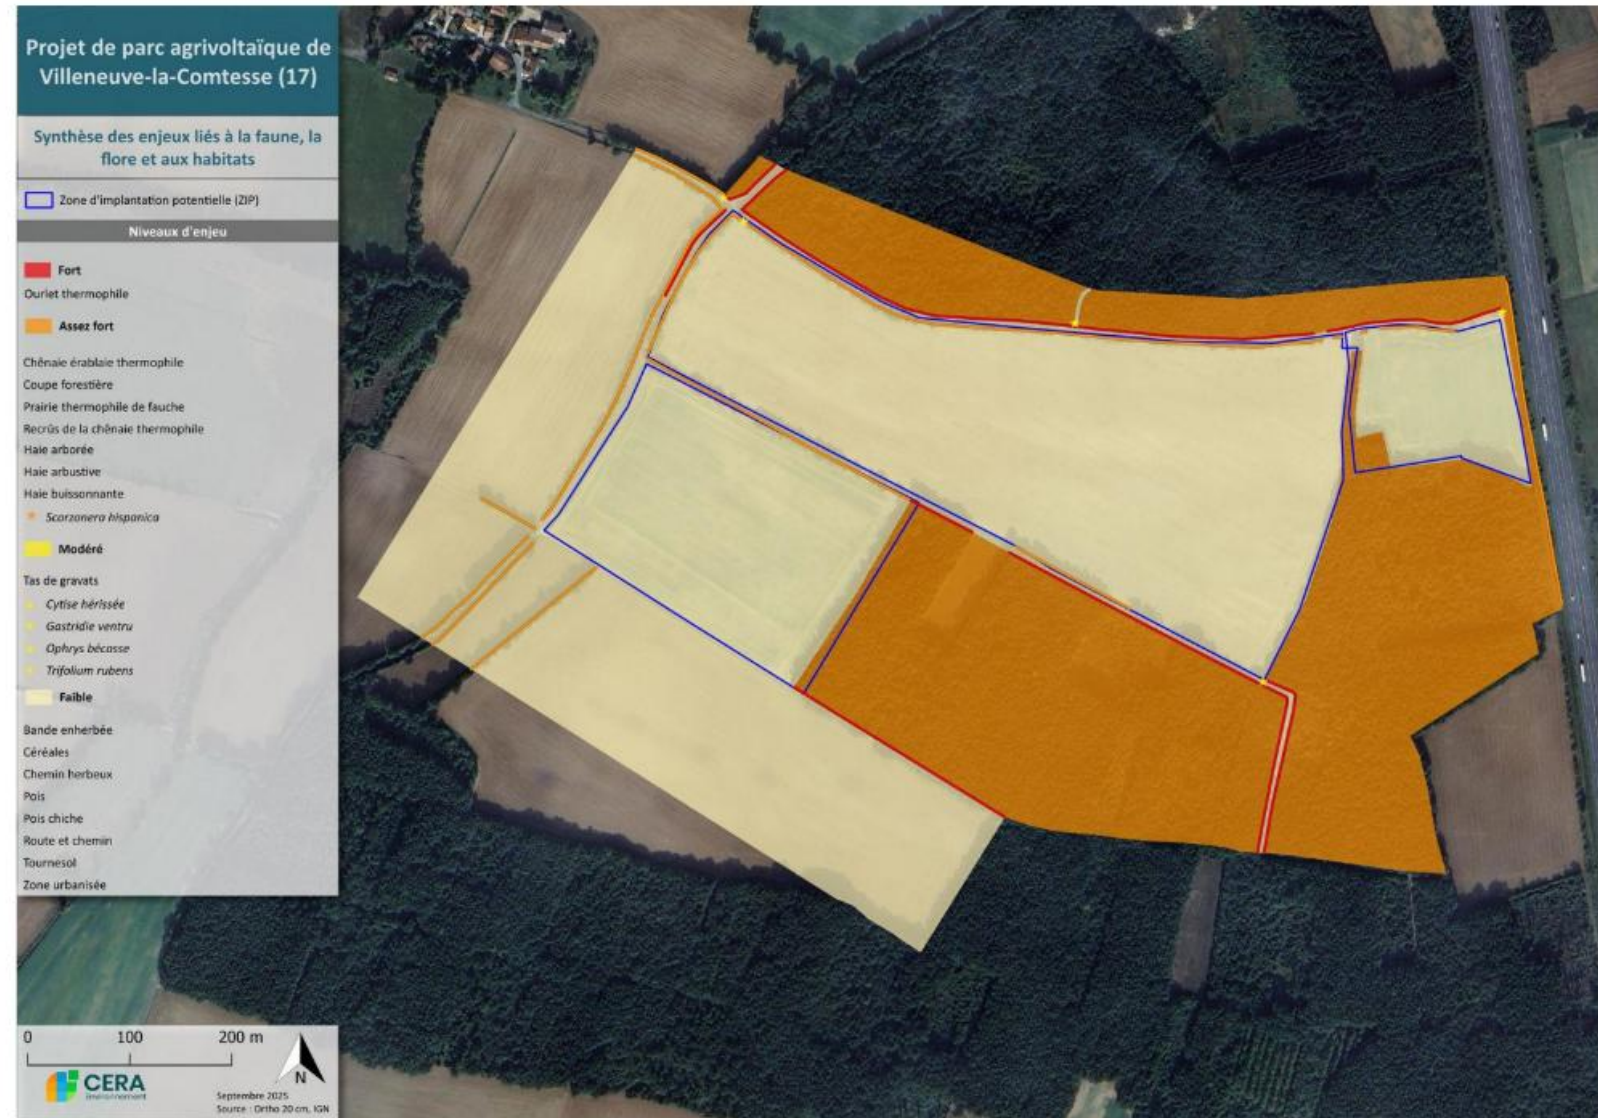 Projet de parc agrivoltaïque de
Villeneuve-la-Comtesse (17)
Synthèse des enjeux liés à la faune, la
flore et aux habitats
Zone d'implantation potentielle (ZIP)
Niveaux d'enjeu
Fort
Ourlet thermophile
Assez fort
Chênaie érablaie thermophile
Coupe forestière
Prairie thermophile de fauche
Recrûs de la chênaie thermophile
Haie arborée
Haie arbustive
Haie buissonnante
Scorzonera hispanica
Modéré
Tas de gravats
Cytise hérissée
Gastridie ventru
Ophrys bécasse
Trifolium rubens
Faible
Bande enherbée
Céréales
Chemin herbeux
Pois
Pois chiche
Route et chemin
Tournesol
Zone urbanisée
0 100 200 m
N
CERA
Environnement
Septembre 2025
Source : Ortho 20 cm, IGN